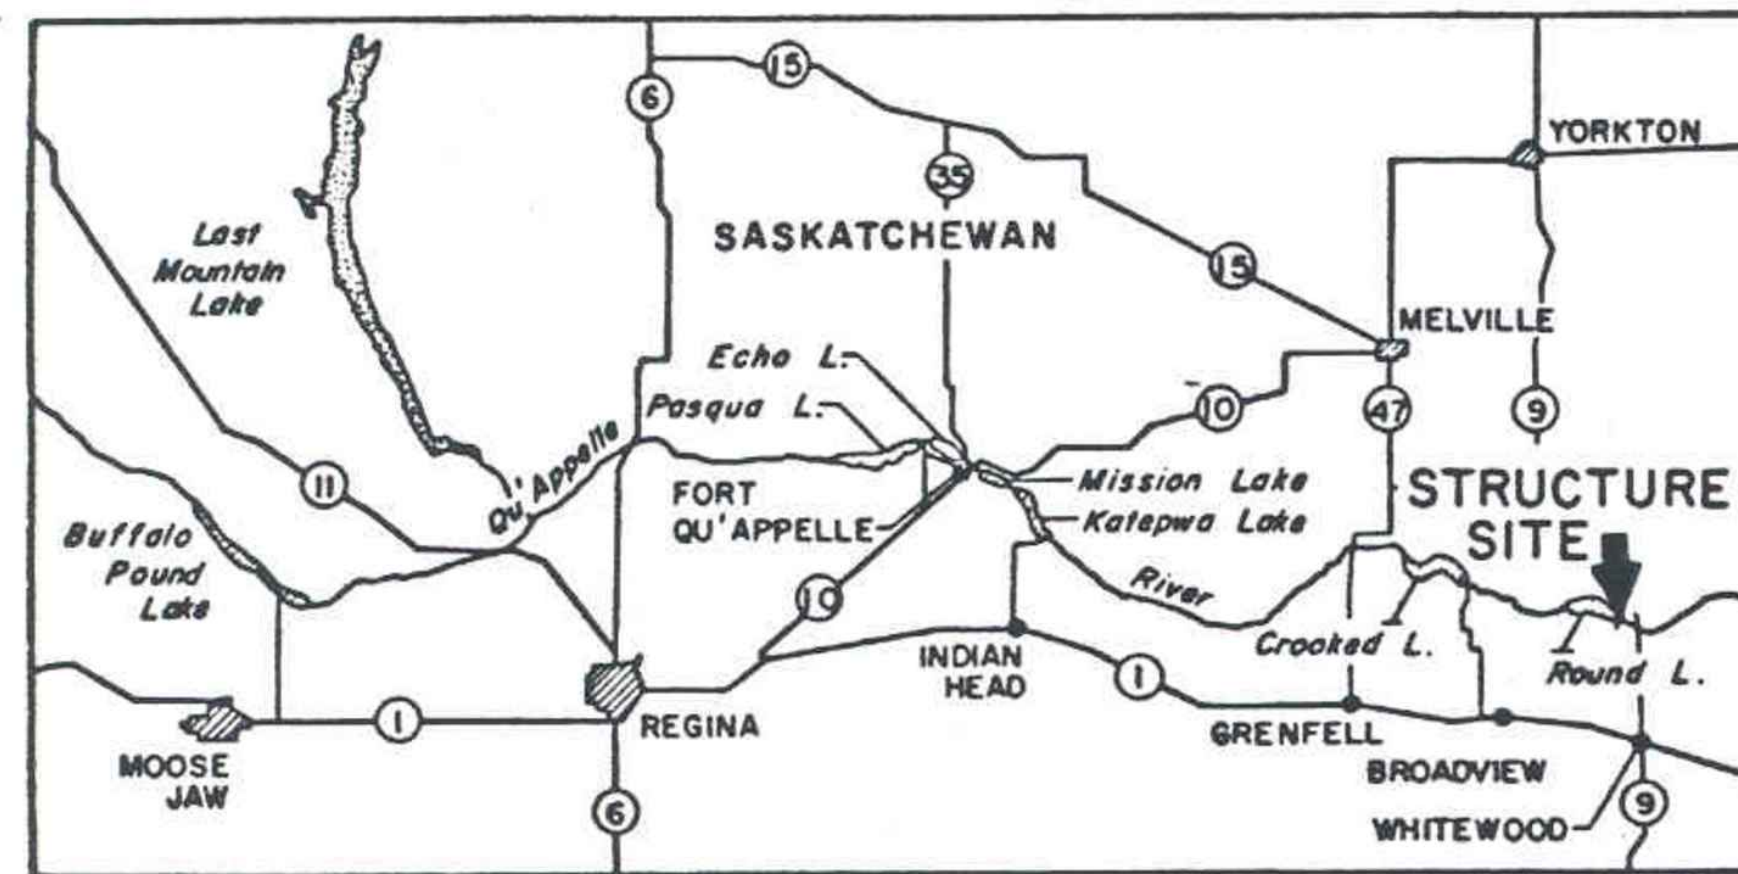 15
6
YORKTON
35
Last
Mountain
Lake
SASKATCHEWAN
15
MELVILLE
Echo L.
Pasqua L.
10
47
9
Qu'Appelle
11
FORT
QU'APPELLE
Mission Lake
Katepwa Lake
STRUCTURE
SITE
Buffalo
Pound
Lake
10
River
Crooked L.
INDIAN
HEAD
1
Round L.
1
REGINA
GRENFELL
MOOSE
JAW
BROADVIEW
6
9
WHITEWOOD